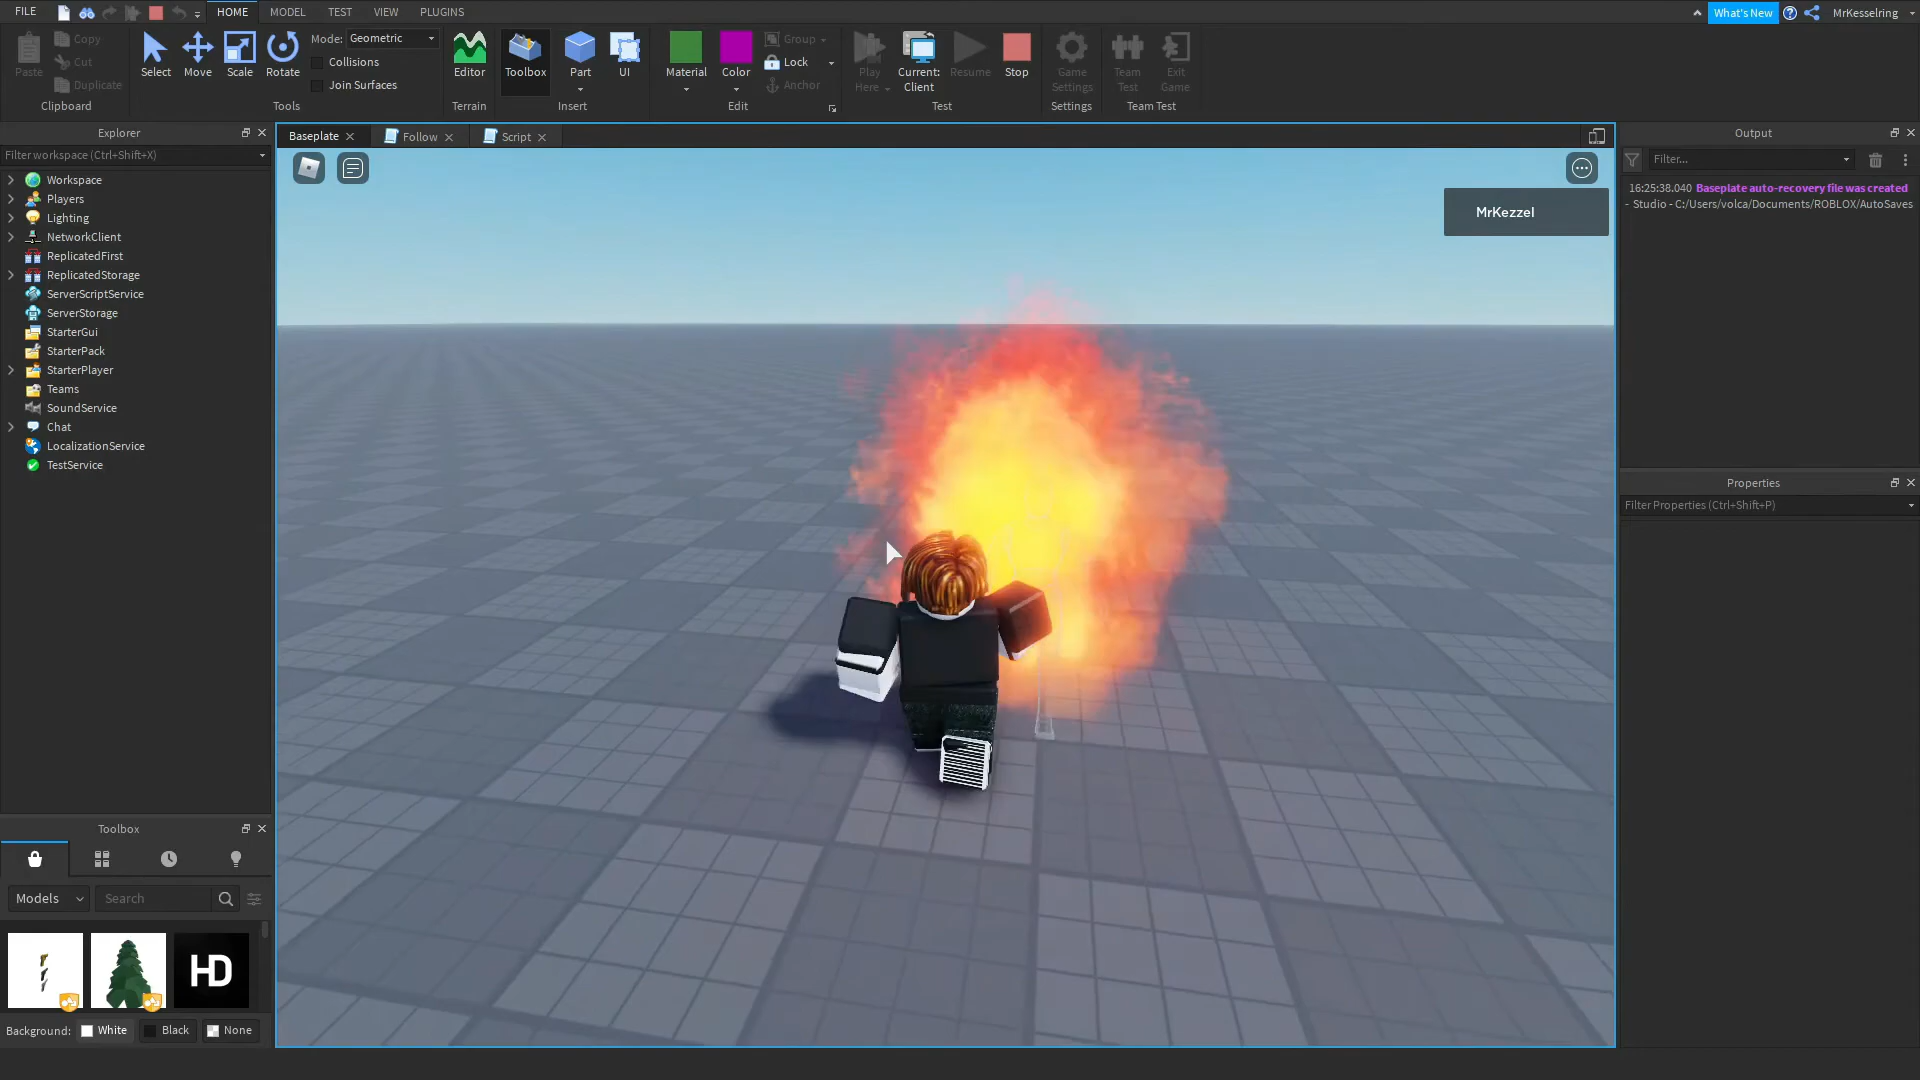 FILE HOME MODEL TEST VIEW PLUGINS What's New MrKesselring
Paste Copy Cut Duplicate Clipboard
Select Move Scale Rotate Mode: Geometric Collisions Join Surfaces Tools
Editor Terrain
Toolbox Part UI Insert
Material Color Group Lock Anchor Edit
Play Here Current: Client Resume Stop Test
Game Settings Settings
Team Test Exit Game Team Test
Explorer
Filter workspace (Ctrl+Shift+X)
Workspace
Players
Lighting
NetworkClient
ReplicatedFirst
ReplicatedStorage
ServerScriptService
ServerStorage
StarterGui
StarterPack
StarterPlayer
Teams
SoundService
Chat
LocalizationService
TestService
Toolbox
Models Search
HD
Background: White Black None
Baseplate Follow Script
MrKezzel
Output
Filter...
16:25:38.040 Baseplate auto-recovery file was created
- Studio - C:/Users/volca/Documents/ROBLOX/AutoSaves
Properties
Filter Properties (Ctrl+Shift+P)